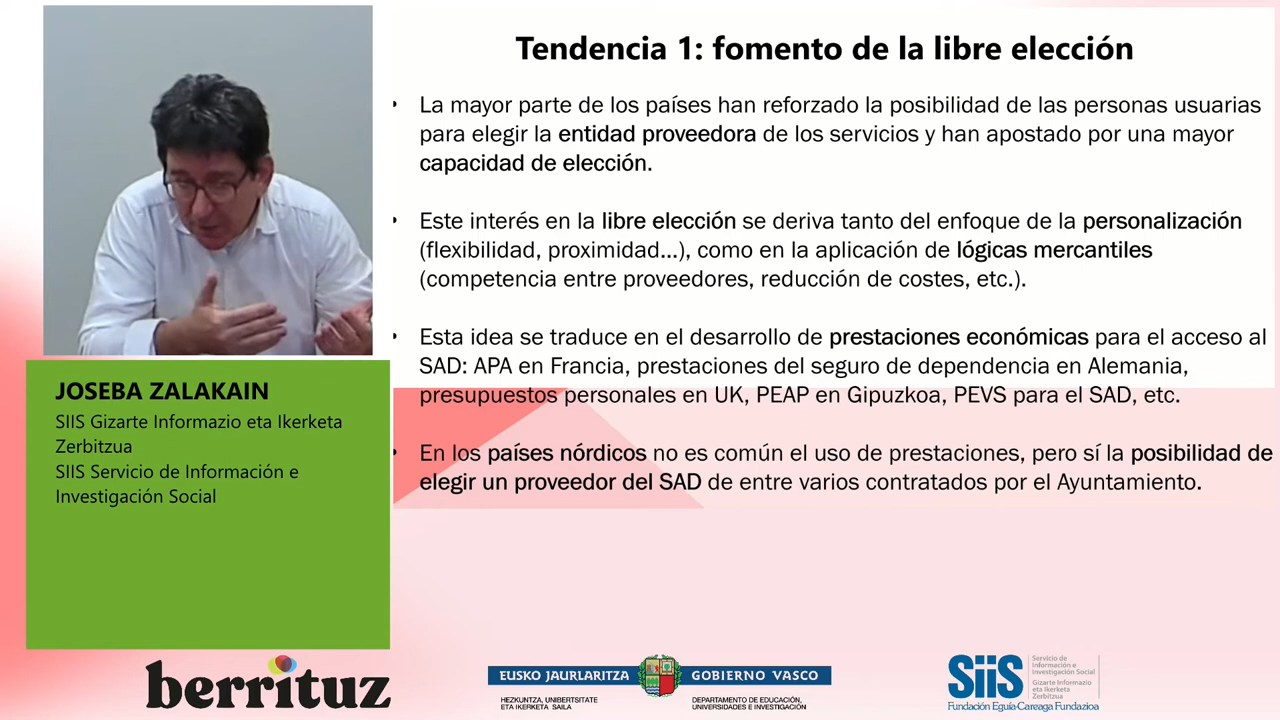 Tendencia 1: fomento de la libre elección
La mayor parte de los países han reforzado la posibilidad de las personas usuarias
para elegir la entidad proveedora de los servicios y han apostado por una mayor
capacidad de elección.
Este interés en la libre elección se deriva tanto del enfoque de la personalización
(flexibilidad, proximidad...), como en la aplicación de lógicas mercantiles
(competencia entre proveedores, reducción de costes, etc.).
Esta idea se traduce en el desarrollo de prestaciones económicas para el acceso al
SAD: APA en Francia, prestaciones del seguro de dependencia en Alemania,
presupuestos personales en UK, PEAP en Gipuzkoa, PEVS para el SAD, etc.
En los países nórdicos no es común el uso de prestaciones, pero sí la posibilidad de
elegir un proveedor del SAD de entre varios contratados por el Ayuntamiento.
JOSEBA ZALAKAIN
SIIS Gizarte Informazio eta Ikerketa
Zerbitzua
SIIS Servicio de Información e
Investigación Social
berrituz
EUSKO JAURLARITZA
GOBIERNO VASCO
HEZKUNTZA, UNIBERTSITATE
ETA IKERKETA SAILA
DEPARTAMENTO DE EDUCACIÓN,
UNIVERSIDADES E INVESTIGACIÓN
SiiS
Servicio de
Información e
Investigación Social
Gizarte Informazio
eta Ikerketa
Zerbitzua
Fundación Eguía-Careaga Fundazioa